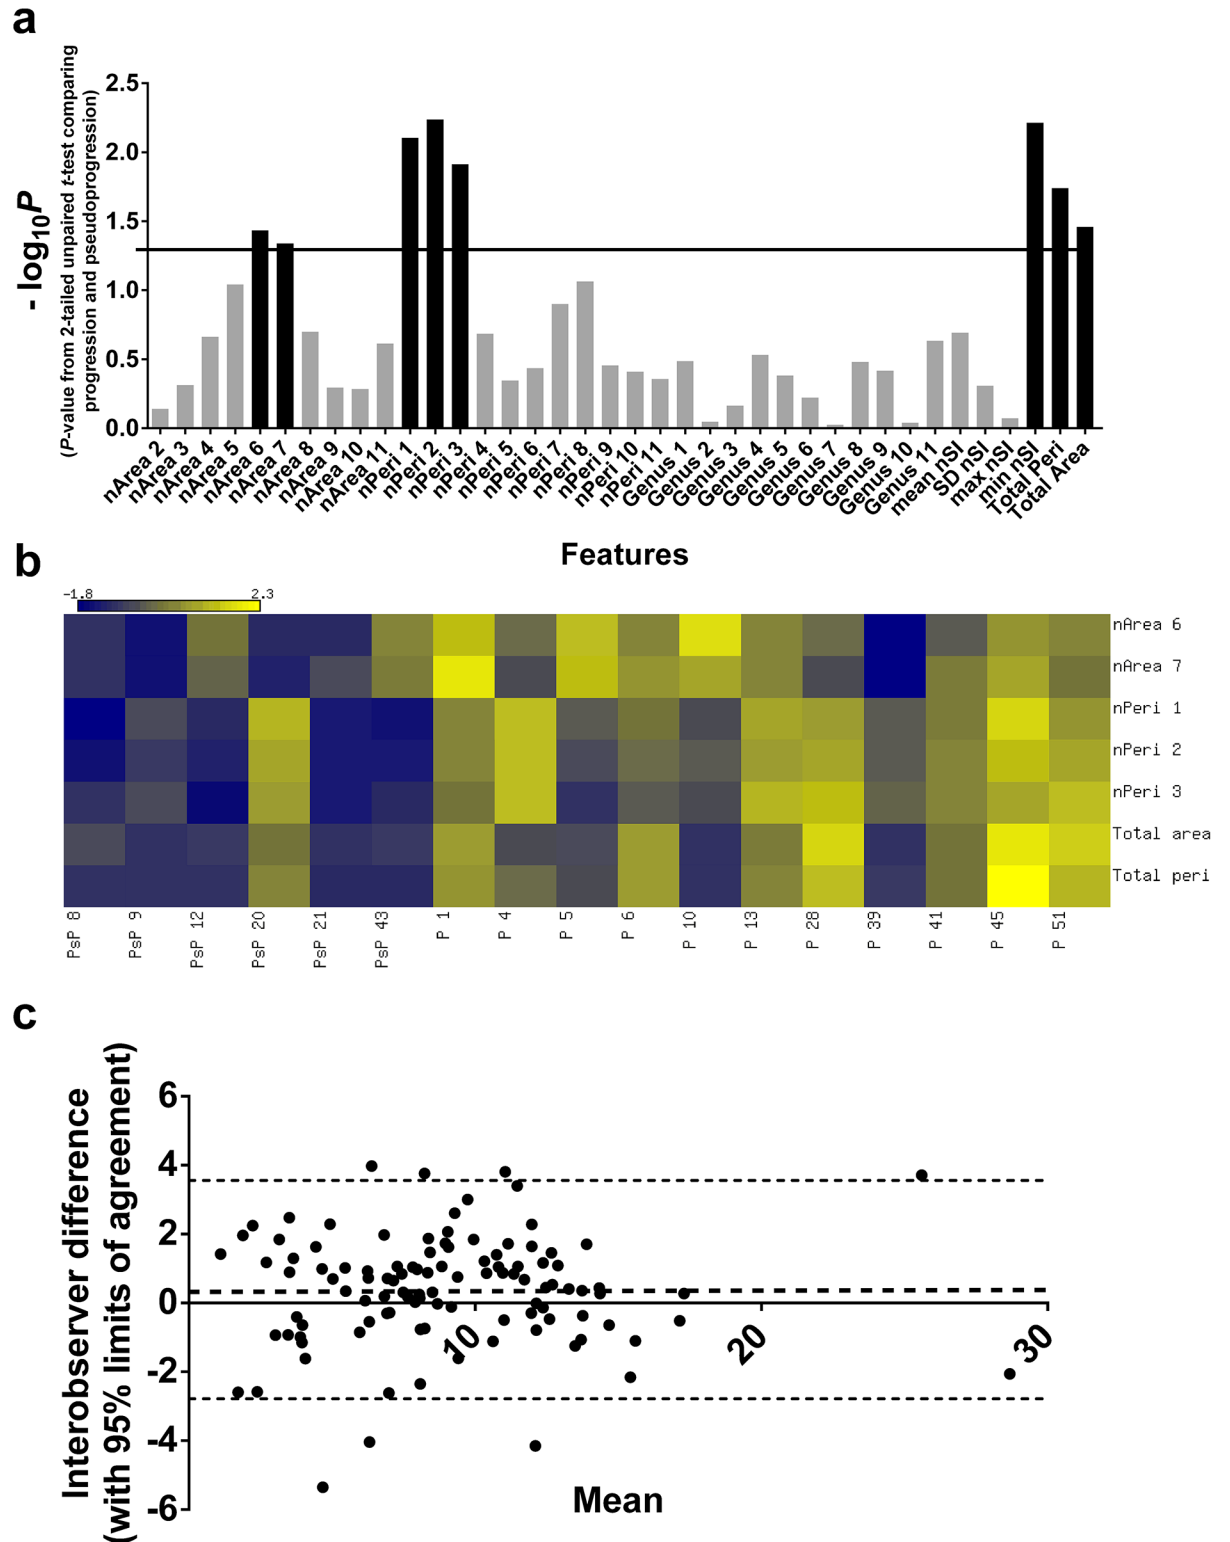 a
- log10P
(P-value from 2-tailed unpaired t-test comparing
progression and pseudoprogression)
2.5
2.0
1.5
1.0
0.5
0.0
nArea 2
nArea 3
nArea 4
nArea 5
nArea 6
nArea 7
nArea 8
nArea 9
nArea 10
nArea 11
nPeri 1
nPeri 2
nPeri 3
nPeri 4
nPeri 5
nPeri 6
nPeri 7
nPeri 8
nPeri 9
nPeri 10
nPeri 11
Genus 1
Genus 2
Genus 3
Genus 4
Genus 5
Genus 6
Genus 7
Genus 8
Genus 9
Genus 10
Genus 11
mean nSI
SD nSI
max nSI
min nSI
Total Peri
Total Area
Features
b
-1.8 2.3
nArea 6
nArea 7
nPeri 1
nPeri 2
nPeri 3
Total area
Total peri
PsP 8
PsP 9
PsP 12
PsP 20
PsP 21
PsP 43
P 1
P 4
P 5
P 6
P 10
P 13
P 28
P 39
P 41
P 45
P 51
c
Interobserver difference
(with 95% limits of agreement)
6
4
2
0
-2
-4
-6
10
20
30
Mean